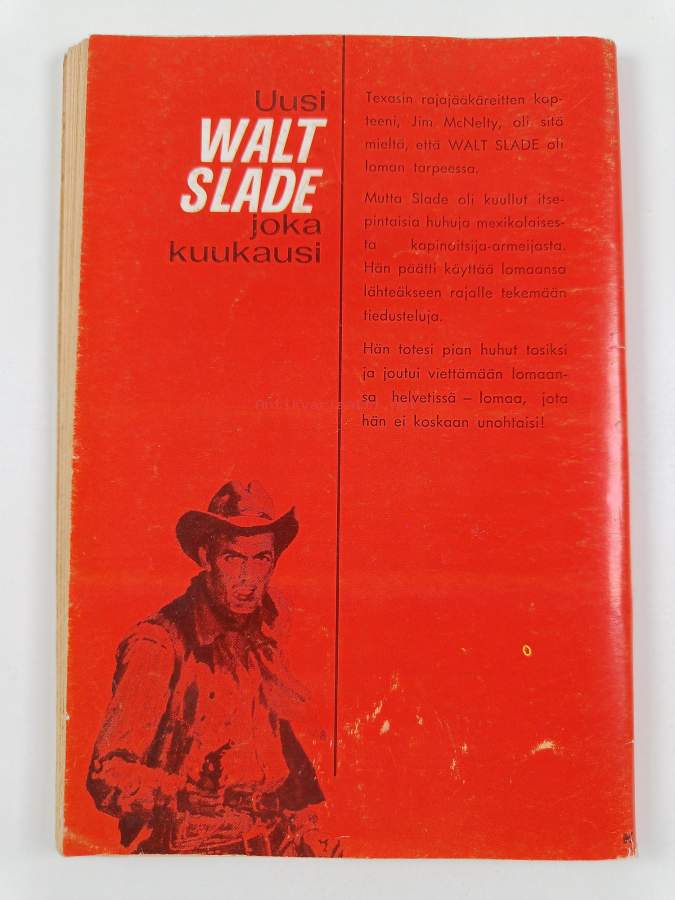 Uusi
WALT
SLADE
joka
kuukausi
Texasin rajajääkäreitten kap-
teeni, Jim McNelty, oli sitä
mieltä, että WALT SLADE oli
loman tarpeessa.
Mutta Slade oli kuullut itse-
pintaisia huhuja mexikolaises-
ta kapinoitsija-armeijasta.
Hän päätti käyttää lomaansa
lähteäkseen rajalle tekemään
tiedusteluja.
Hän totesi pian huhut tosiksi
ja joutui viettämään lomaan-
sa helvetissä – lomaa, jota
hän ei koskaan unohtaisi!